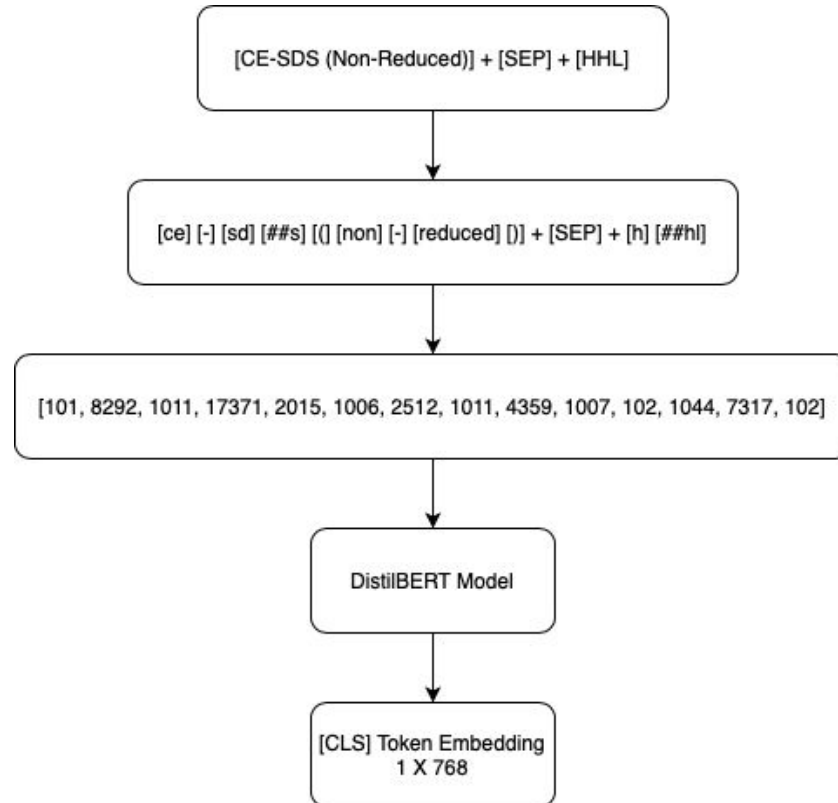 [CE-SDS (Non-Reduced)] + [SEP] + [HHL]
[ce] [-] [sd] [##s] [(] [non] [-] [reduced] [)] + [SEP] + [h] [##hl]
[101, 8292, 1011, 17371, 2015, 1006, 2512, 1011, 4359, 1007, 102, 1044, 7317, 102]
DistilBERT Model
[CLS] Token Embedding
1 X 768